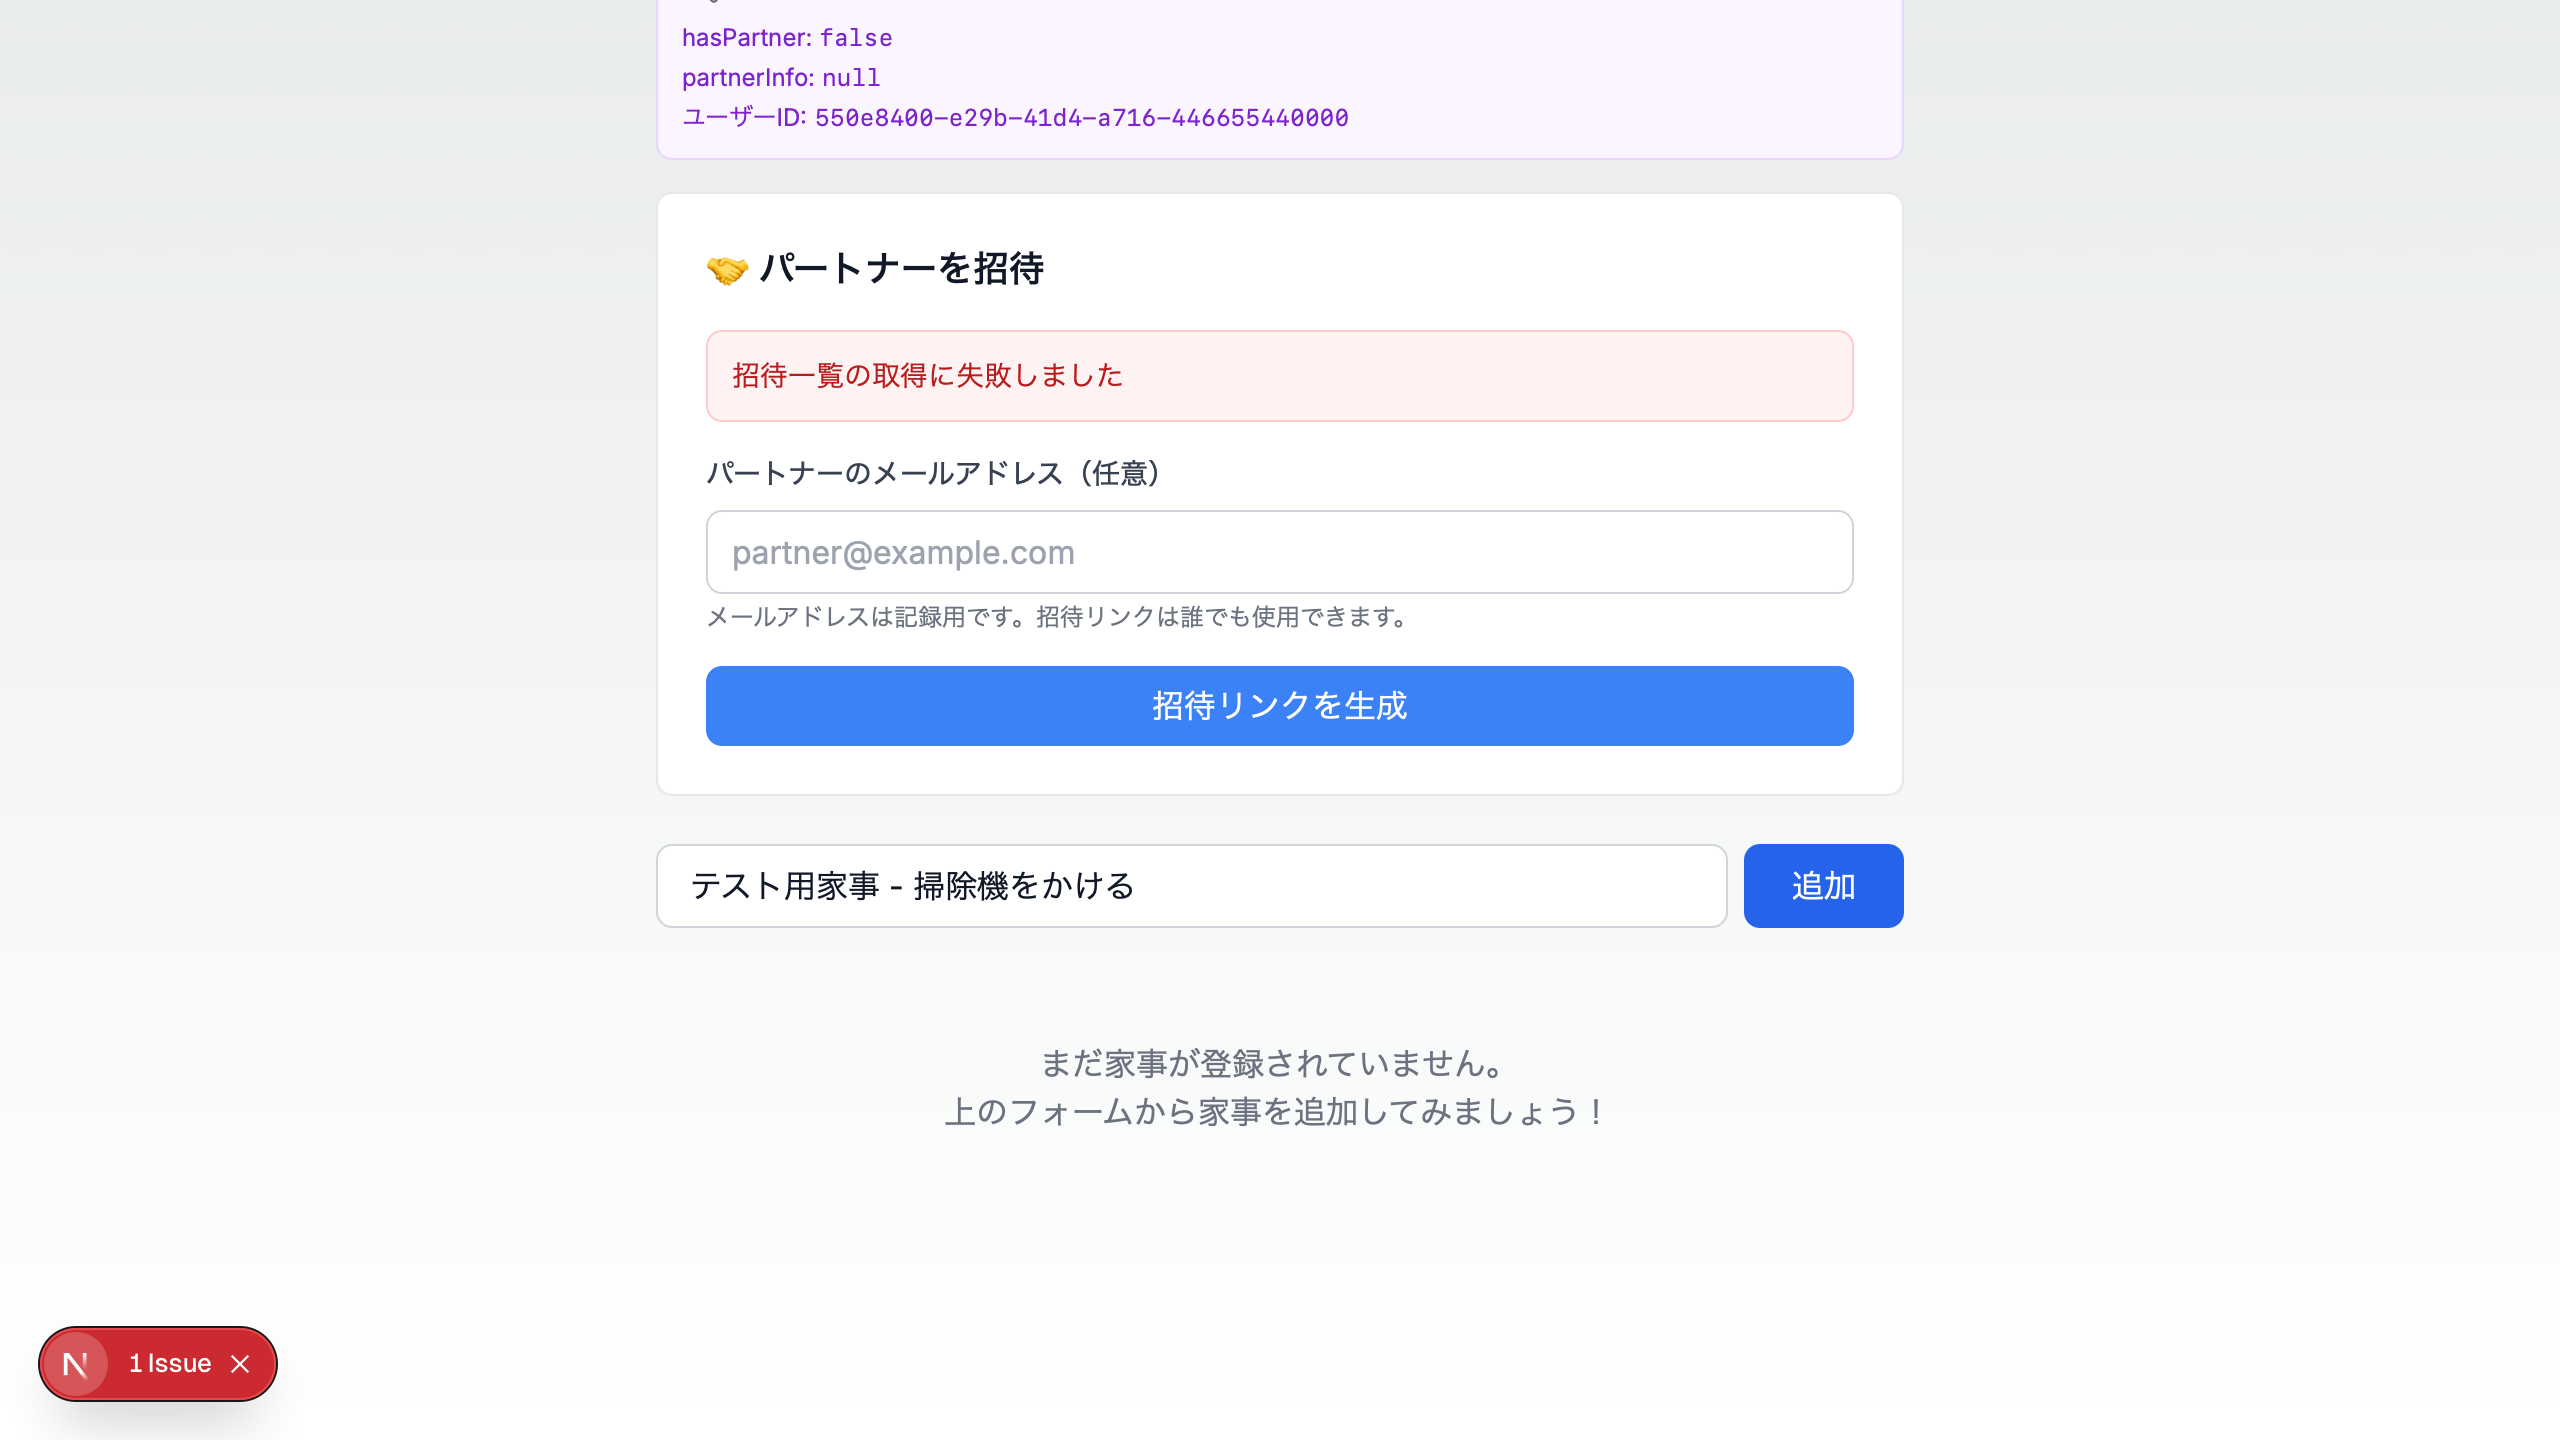 hasPartner: false
partnerInfo: null
ユーザーID: 550e8400-e29b-41d4-a716-446655440000
🤝 パートナーを招待
招待一覧の取得に失敗しました
パートナーのメールアドレス（任意）
partner@example.com
メールアドレスは記録用です。招待リンクは誰でも使用できます。
招待リンクを生成
テスト用家事 - 掃除機をかける
追加
まだ家事が登録されていません。
上のフォームから家事を追加してみましょう！
N 1 Issue ×